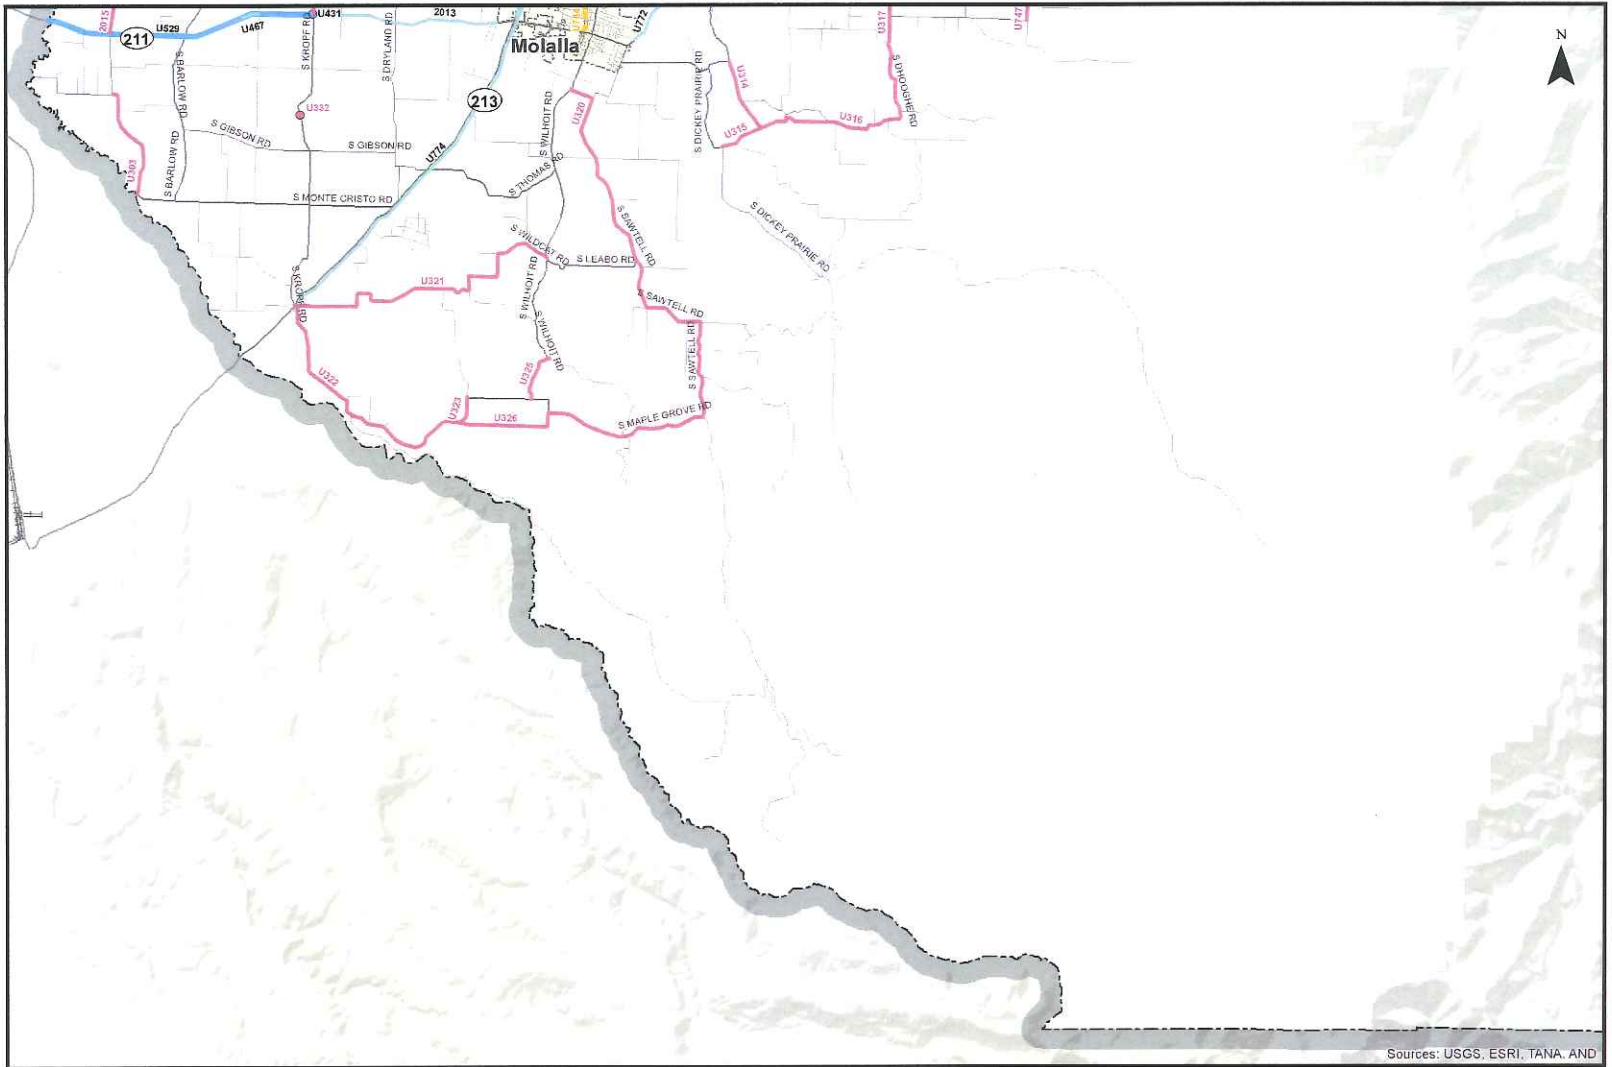 2015
211
U529
U467
S KROPF RD
U431
2013
S DRYLAND RD
Molalla
U772
U317
U747
N
S BARLOW RD
U332
213
S WILHOIT RD
U320
S DICKEY PRAIRIE RD
U314
S DHOOGHE RD
U316
U315
S GIBSON RD
S GIBSON RD
U774
S THOMAS RD
U303
S BARLOW RD
S MONTE CRISTO RD
S SAWTELL RD
S DICKEY PRAIRIE RD
S WILDCAT RD
S LEABO RD
S KROPF RD
U321
S WILHOIT RD
S SAWTELL RD
S WILHOIT RD
S SAWTELL RD
U322
U325
U323
U326
S MAPLE GROVE RD
Sources: USGS, ESRI, TANA, AND